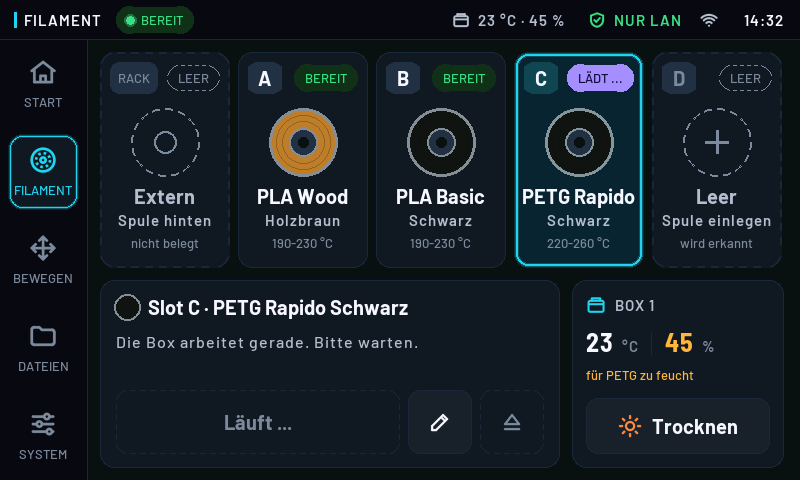 FILAMENT
BEREIT
23 °C · 45 %
NUR LAN
14:32
START
FILAMENT
BEWEGEN
DATEIEN
SYSTEM
RACK
LEER
Extern
Spule hinten
nicht belegt
A
BEREIT
PLA Wood
Holzbraun
190-230 °C
B
BEREIT
PLA Basic
Schwarz
190-230 °C
C
LÄDT ...
PETG Rapido
Schwarz
220-260 °C
D
LEER
Leer
Spule einlegen
wird erkannt
Slot C · PETG Rapido Schwarz
Die Box arbeitet gerade. Bitte warten.
Läuft ...
BOX 1
23 °C 45 %
für PETG zu feucht
Trocknen